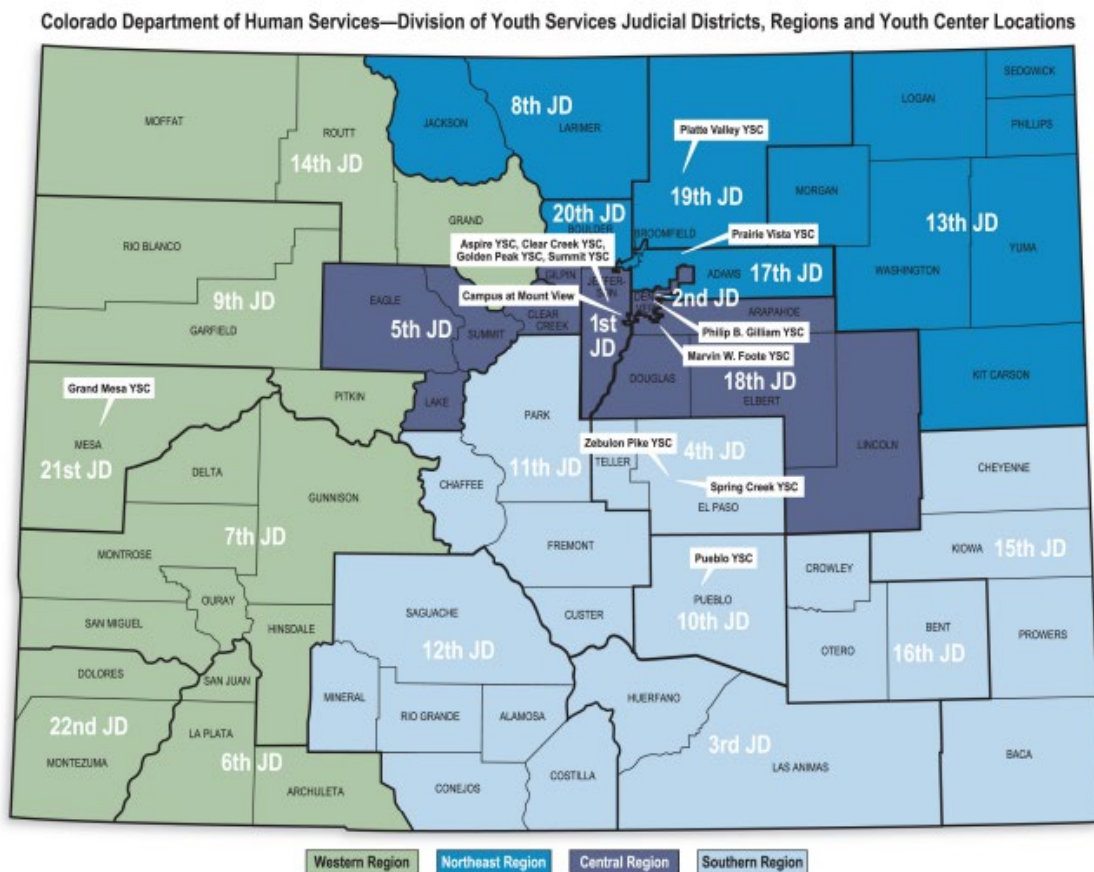 Colorado Department of Human Services—Division of Youth Services Judicial Districts, Regions and Youth Center Locations
MOFFAT
ROUTT
14th JD
JACKSON
8th JD
LARIMER
Platte Valley YSC
19th JD
LOGAN
SEDGWICK
PHILLIPS
RIO BLANCO
GRAND
20th JD
BOULDER
BROOMFIELD
MORGAN
13th JD
WASHINGTON
YUMA
Aspire YSC, Clear Creek YSC,
Golden Peak YSC, Summit YSC
Prairie Vista YSC
ADAMS
17th JD
9th JD
GARFIELD
EAGLE
5th JD
SUMMIT
GILPIN
CLEAR
CREEK
JEFFER-
SON
Campus at Mount View
1st
JD
DEN
VER
2nd JD
ARAPAHOE
Philip B. Gilliam YSC
Marvin W. Foote YSC
Grand Mesa YSC
MESA
21st JD
PITKIN
LAKE
PARK
DOUGLAS
18th JD
ELBERT
LINCOLN
KIT CARSON
DELTA
GUNNISON
CHAFFEE
11th JD
Zebulon Pike YSC
TELLER
4th JD
Spring Creek YSC
EL PASO
CHEYENNE
MONTROSE
7th JD
FREMONT
KIOWA
15th JD
OURAY
SAN MIGUEL
HINSDALE
SAGUACHE
12th JD
CUSTER
Pueblo YSC
PUEBLO
10th JD
CROWLEY
OTERO
BENT
16th JD
PROWERS
DOLORES
SAN JUAN
MINERAL
RIO GRANDE
ALAMOSA
HUERFANO
22nd JD
MONTEZUMA
LA PLATA
6th JD
ARCHULETA
CONEJOS
COSTILLA
3rd JD
LAS ANIMAS
BACA
Western Region
Northeast Region
Central Region
Southern Region